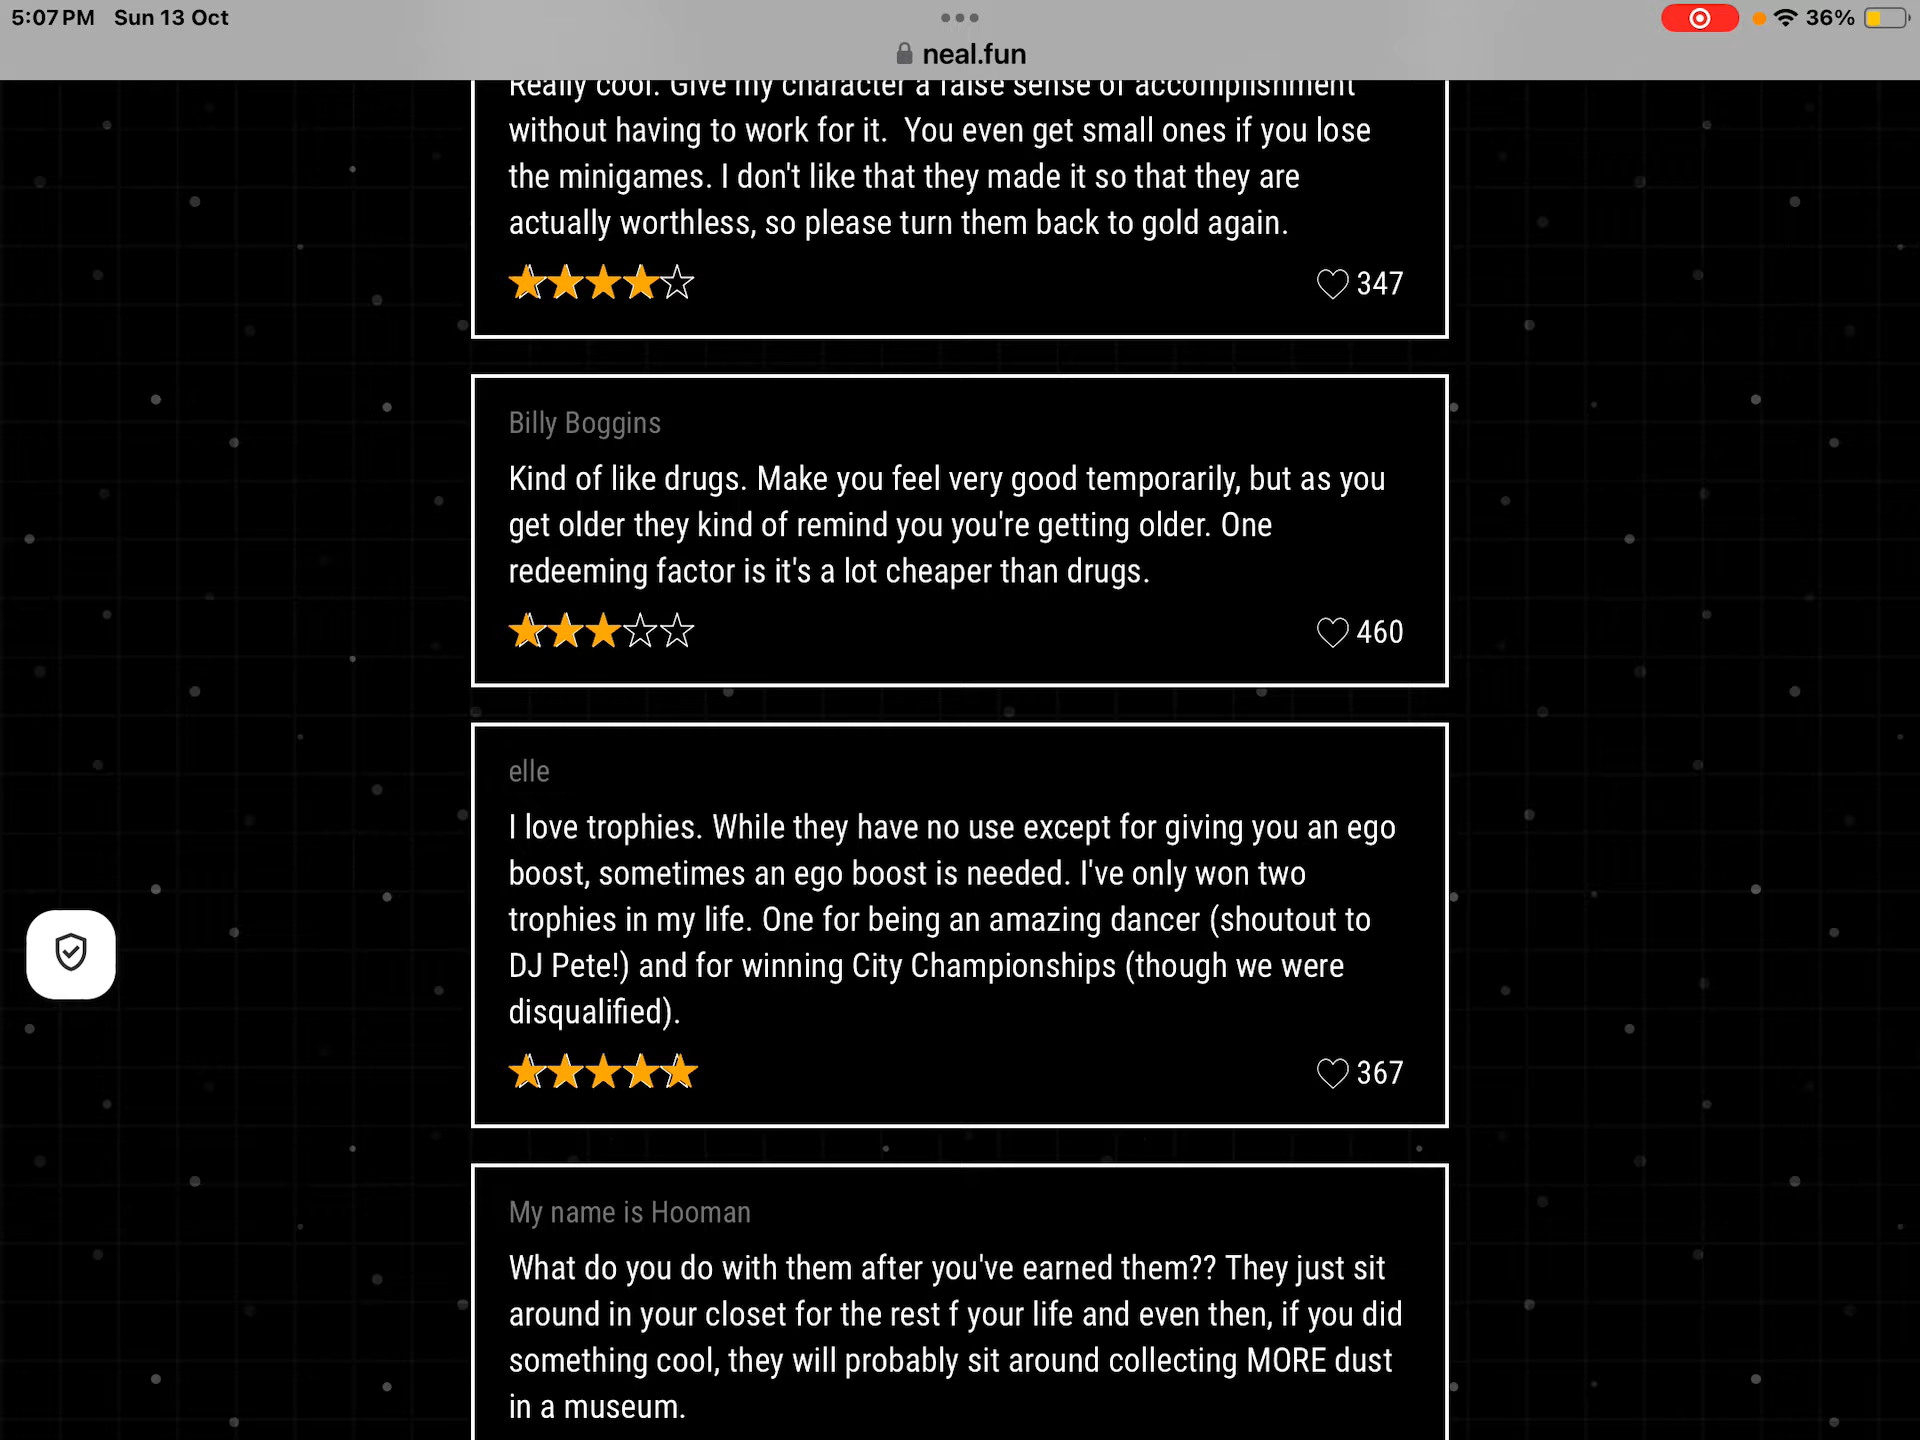 5:07 PM Sun 13 Oct
36%
neal.fun
Really cool. Give my character a false sense of accomplishment
without having to work for it.  You even get small ones if you lose
the minigames. I don't like that they made it so that they are
actually worthless, so please turn them back to gold again.
347
Billy Boggins
Kind of like drugs. Make you feel very good temporarily, but as you
get older they kind of remind you you're getting older. One
redeeming factor is it's a lot cheaper than drugs.
460
elle
I love trophies. While they have no use except for giving you an ego
boost, sometimes an ego boost is needed. I've only won two
trophies in my life. One for being an amazing dancer (shoutout to
DJ Pete!) and for winning City Championships (though we were
disqualified).
367
My name is Hooman
What do you do with them after you've earned them?? They just sit
around in your closet for the rest f your life and even then, if you did
something cool, they will probably sit around collecting MORE dust
in a museum.